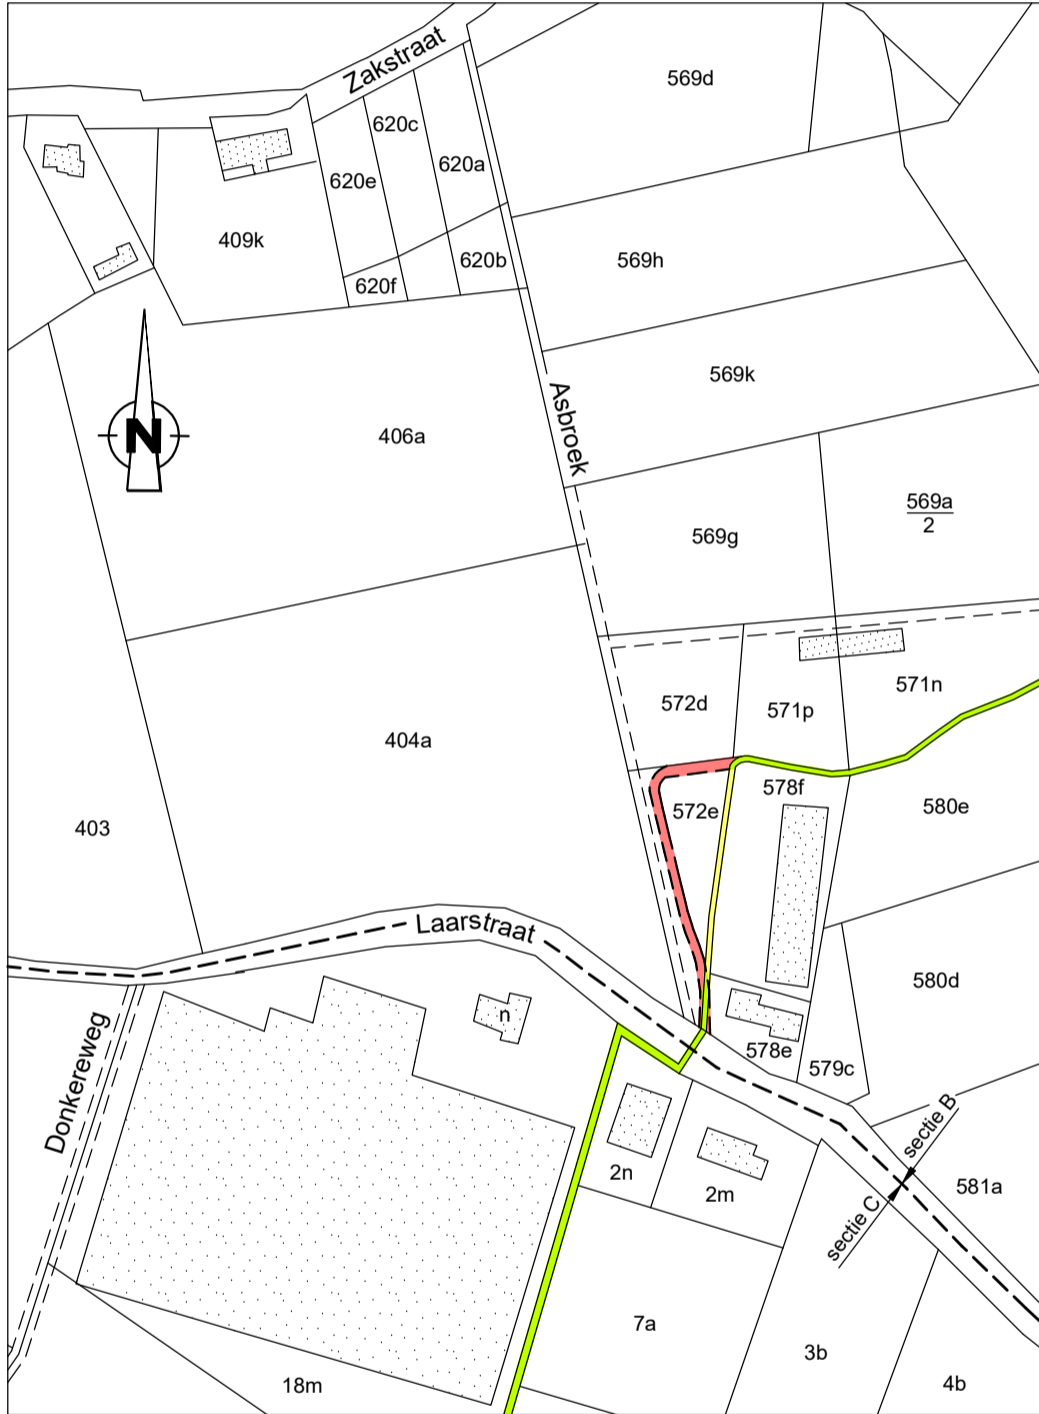 Zakstraat
569d
620c
620a
620e
409k
620b
569h
620f
569k
N
Asbroek
406a
569a
2
569g
571n
572d
571p
404a
578f
572e
580e
403
Laarstraat
580d
n
578e
579c
Donkereweg
sectie B
2n
2m
581a
sectie C
7a
3b
18m
4b